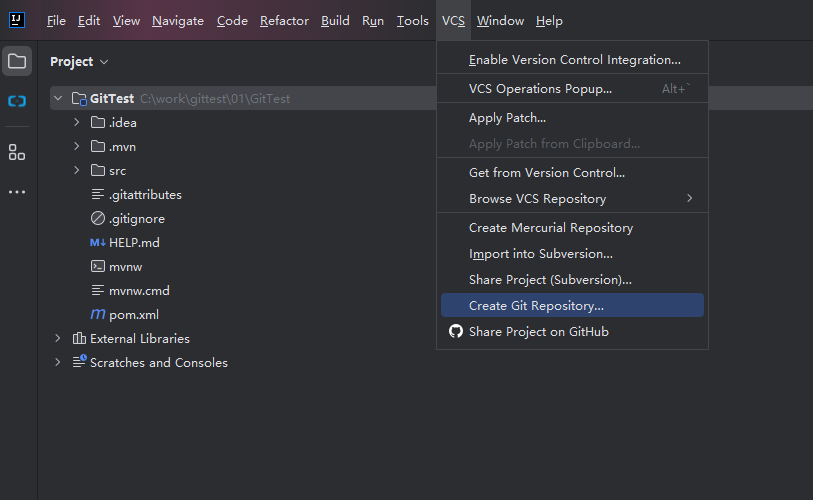 File Edit View Navigate Code Refactor Build Run Tools VCS Window Help
Project
GitTest C:\work\gittest\01\GitTest
.idea
.mvn
src
.gitattributes
.gitignore
HELP.md
mvnw
mvnw.cmd
pom.xml
External Libraries
Scratches and Consoles
Enable Version Control Integration...
VCS Operations Popup... Alt+`
Apply Patch...
Apply Patch from Clipboard...
Get from Version Control...
Browse VCS Repository
Create Mercurial Repository
Import into Subversion...
Share Project (Subversion)...
Create Git Repository...
Share Project on GitHub